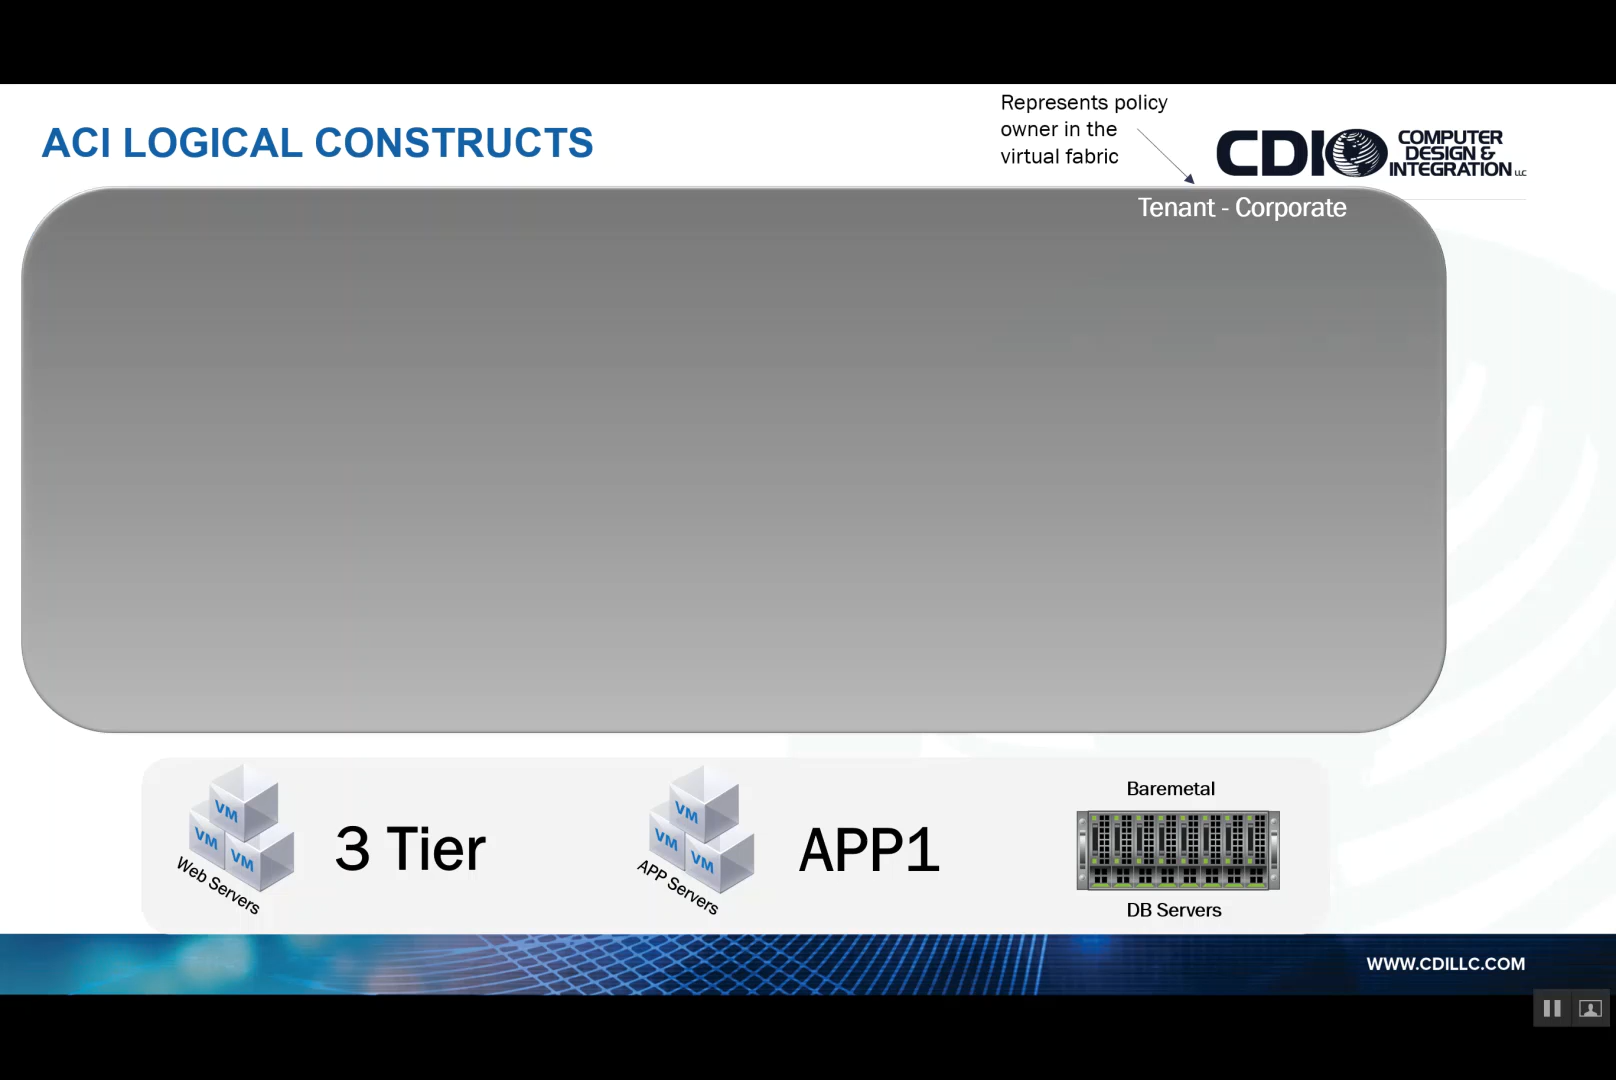 Represents policy
owner in the
virtual fabric
ACI LOGICAL CONSTRUCTS
CDI COMPUTER
DESIGN &
INTEGRATION LLC
Tenant - Corporate
VM
VM
VM
Web Servers
3 Tier
VM
VM
VM
APP Servers
APP1
Baremetal
DB Servers
WWW.CDILLC.COM